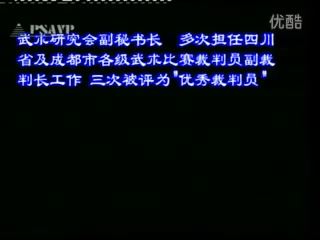 PSAVP
优酷
武术研究会副秘书长 多次担任四川
省及成都市各级武术比赛裁判员副裁
判长工作 三次被评为"优秀裁判员"